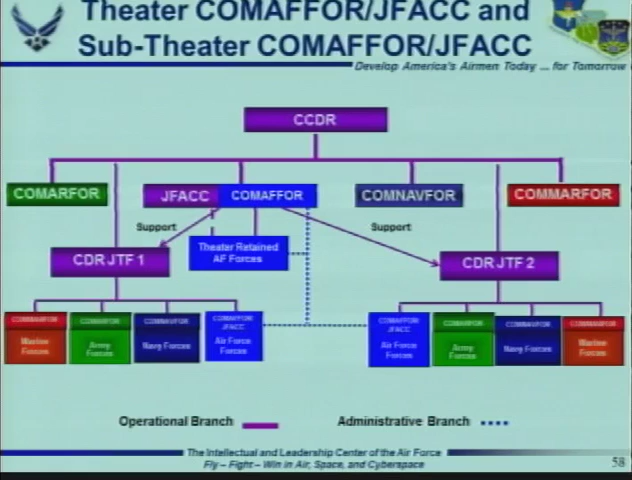 Theater COMAFFOR/JFACC and
Sub-Theater COMAFFOR/JFACC
Develop America's Airmen Today ... for Tomorrow
CCDR
COMARFOR
JFACC
COMAFFOR
COMNAVFOR
COMMARFOR
Support
Support
Theater Retained
AF Forces
CDR JTF 1
CDR JTF 2
COMMARFOR
Marine
Forces
COMARFOR
Army
Forces
COMNAVFOR
Navy Forces
COMAFFOR
JFACC
Air Force
Forces
COMAFFOR
JFACC
Air Force
Forces
COMARFOR
Army
Forces
COMNAVFOR
Navy Forces
COMMARFOR
Marine
Forces
Operational Branch
Administrative Branch
The Intellectual and Leadership Center of the Air Force
Fly – Fight – Win in Air, Space, and Cyberspace
58